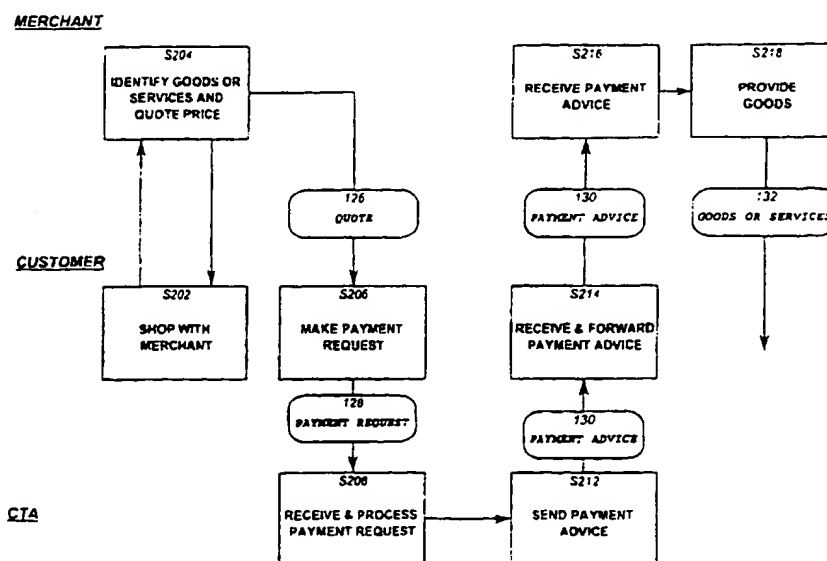 MERCHANT
S204
IDENTIFY GOODS OR
SERVICES AND
QUOTE PRICE
S216
RECEIVE PAYMENT
ADVICE
S218
PROVIDE
GOODS
126
QUOTE
130
PAYMENT ADVICE
132
GOODS OR SERVICES
CUSTOMER
S202
SHOP WITH
MERCHANT
S206
MAKE PAYMENT
REQUEST
S214
RECEIVE & FORWARD
PAYMENT ADVICE
128
PAYMENT REQUEST
130
PAYMENT ADVICE
CTA
S208
RECEIVE & PROCESS
PAYMENT REQUEST
S212
SEND PAYMENT
ADVICE